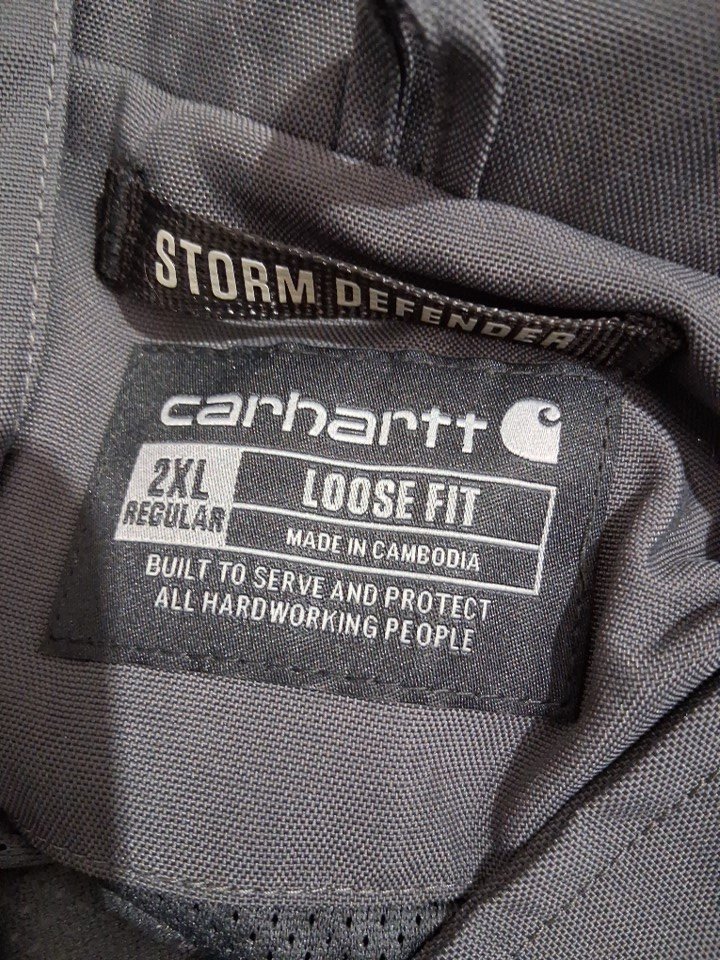 STORM DEFENDER
carhartt
2XL
REGULAR
LOOSE FIT
MADE IN CAMBODIA
BUILT TO SERVE AND PROTECT
ALL HARDWORKING PEOPLE